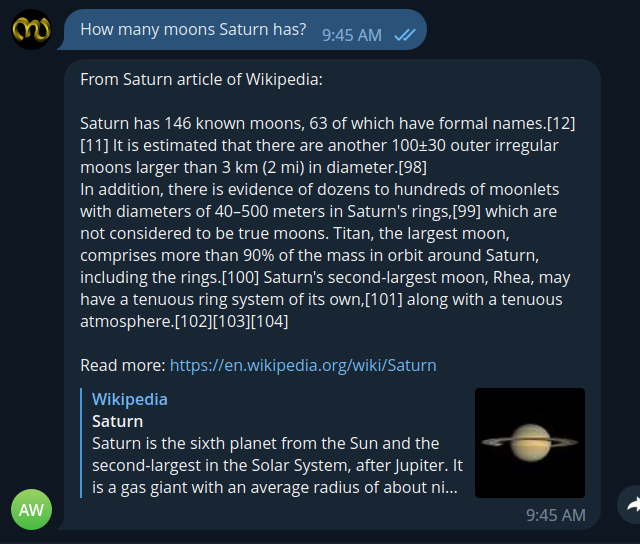 How many moons Saturn has?
9:45 AM
From Saturn article of Wikipedia:
Saturn has 146 known moons, 63 of which have formal names.[12]
[11] It is estimated that there are another 100±30 outer irregular
moons larger than 3 km (2 mi) in diameter.[98]
In addition, there is evidence of dozens to hundreds of moonlets
with diameters of 40–500 meters in Saturn's rings,[99] which are
not considered to be true moons. Titan, the largest moon,
comprises more than 90% of the mass in orbit around Saturn,
including the rings.[100] Saturn's second-largest moon, Rhea, may
have a tenuous ring system of its own,[101] along with a tenuous
atmosphere.[102][103][104]
Read more: https://en.wikipedia.org/wiki/Saturn
Wikipedia
Saturn
Saturn is the sixth planet from the Sun and the
second-largest in the Solar System, after Jupiter. It
is a gas giant with an average radius of about ni...
AW
9:45 AM